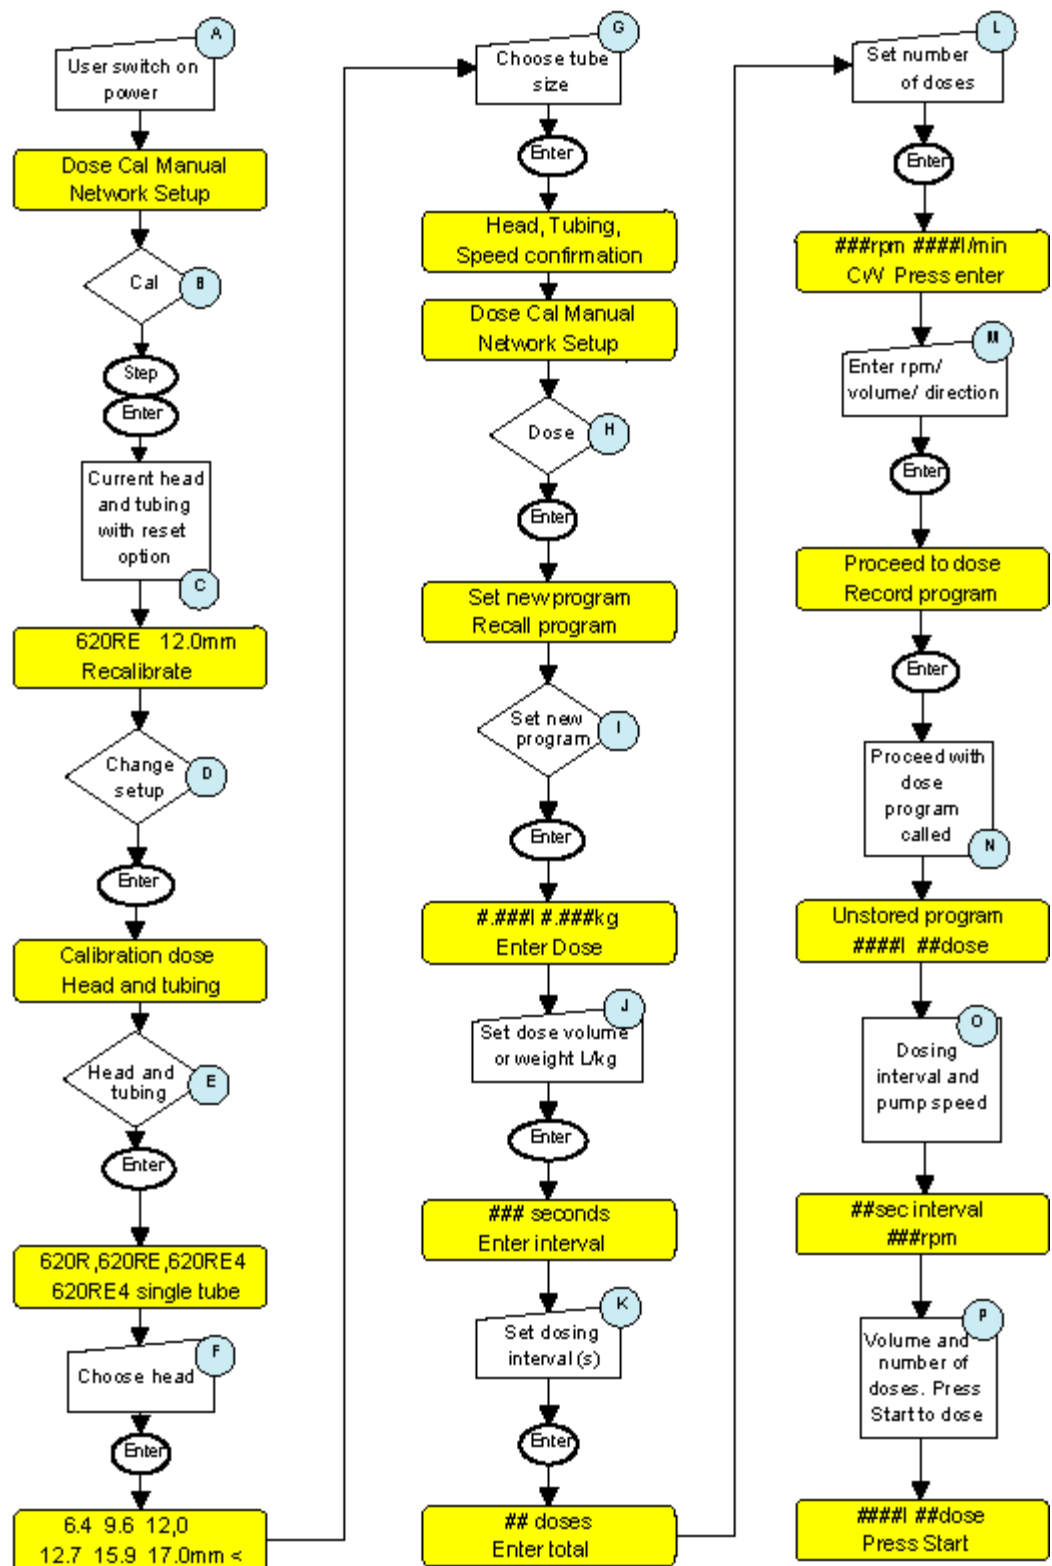 A
User switch on
power
Dose Cal Manual
Network Setup
Cal
B
Step
Enter
Current head
and tubing
with reset
option
C
620RE 12.0mm
Recalibrate
Change
setup
D
Enter
Calibration dose
Head and tubing
Head and
tubing
E
Enter
620R,620RE,620RE4
620RE4 single tube
F
Choose head
Enter
6.4 9.6 12,0
12.7 15.9 17.0mm <
G
Choose tube
size
Enter
Head, Tubing,
Speed confirmation
Dose Cal Manual
Network Setup
Dose
H
Enter
Set new program
Recall program
Set new
program
I
Enter
#.###l #.###kg
Enter Dose
J
Set dose volume
or weight L/kg
Enter
### seconds
Enter interval
K
Set dosing
interval (s)
Enter
## doses
Enter total
L
Set number
of doses
Enter
###rpm ####l/min
CW Press enter
M
Enter rpm/
volume/ direction
Enter
Proceed to dose
Record program
Enter
Proceed with
dose
program
called
N
Unstored program
####l ##dose
O
Dosing
interval and
pump speed
##sec interval
###rpm
P
Volume and
number of
doses. Press
Start to dose
####l ##dose
Press Start